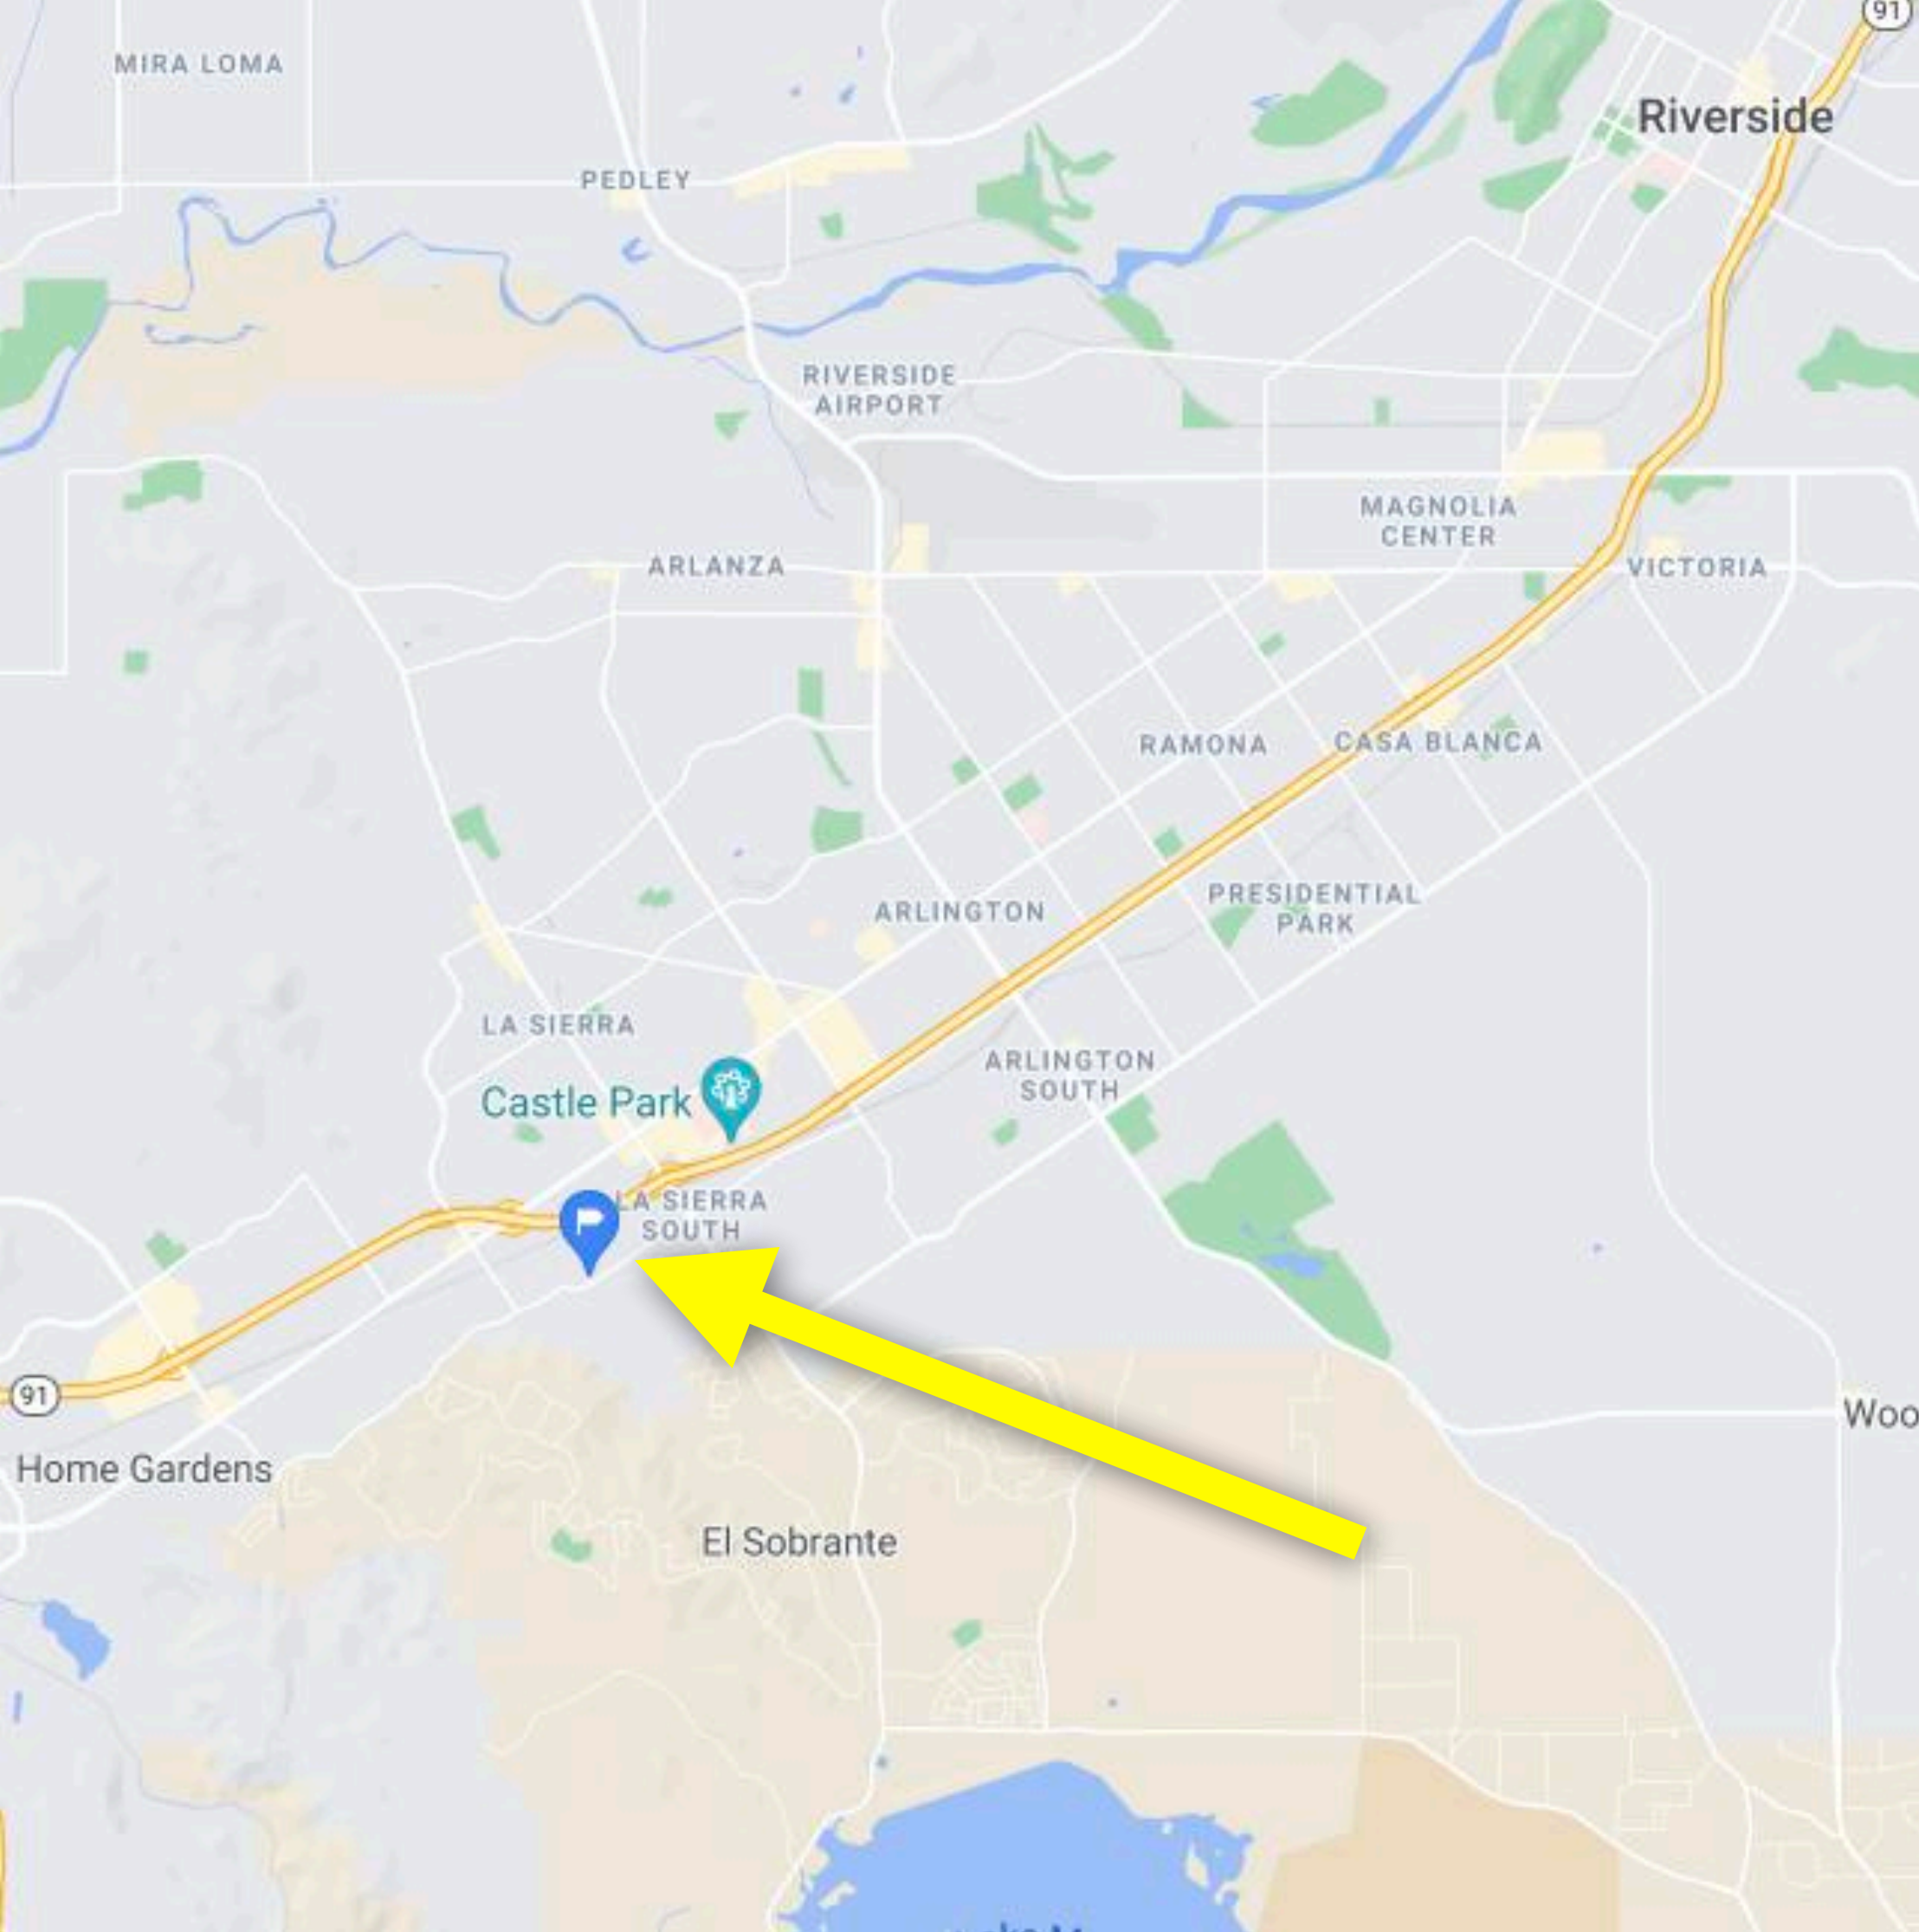 91
MIRA LOMA
Riverside
PEDLEY
RIVERSIDE
AIRPORT
MAGNOLIA
CENTER
ARLANZA
VICTORIA
RAMONA
CASA BLANCA
PRESIDENTIAL
PARK
ARLINGTON
LA SIERRA
ARLINGTON
SOUTH
Castle Park
LA SIERRA
SOUTH
91
Woo
Home Gardens
El Sobrante